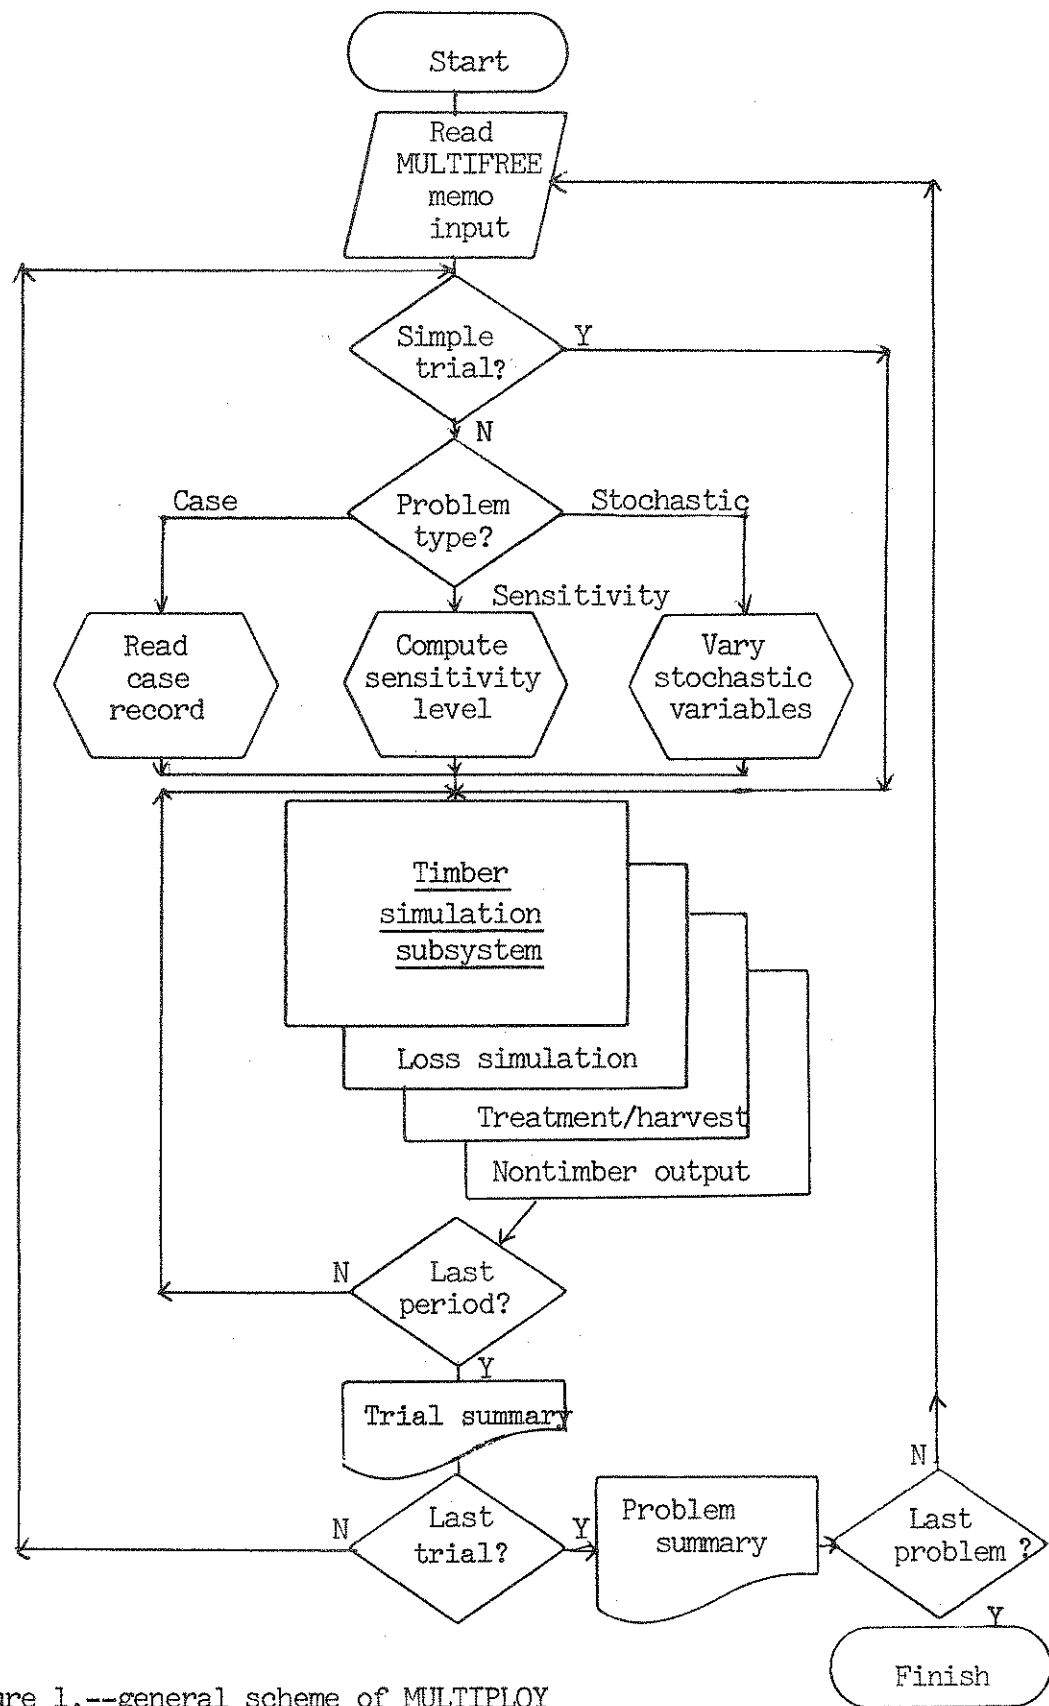 Start
Read
MULTIFREE
memo
input
Simple
trial?
Y
N
Case
Problem
type?
Stochastic
Sensitivity
Read
case
record
Compute
sensitivity
level
Vary
stochastic
variables
Timber
simulation
subsystem
Loss simulation
Treatment/harvest
Nontimber output
N
Last
period?
Y
Trial summary
N
Last
trial?
Y
Problem
summary
N
Last
problem ?
Y
Finish
ure 1.--general scheme of MULTIPLOY